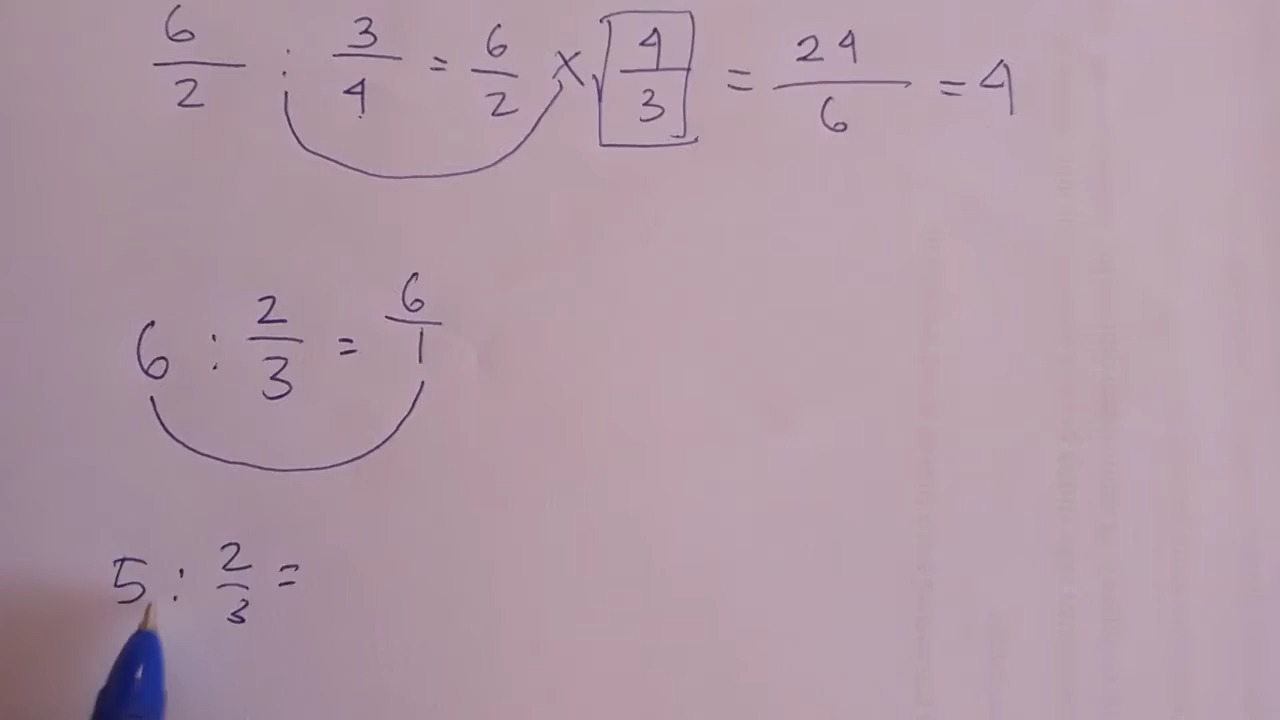 6/2 : 3/4 = 6/2 × 4/3 = 24/6 = 4
6 : 2/3 = 6/1
5 : 2/3 =